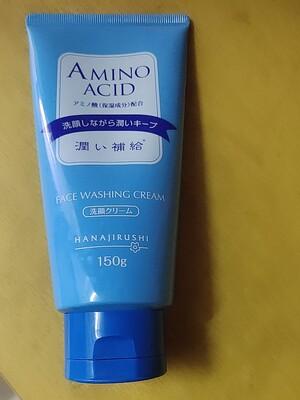 AMINO
ACID
アミノ酸(保湿成分)配合
洗顔しながら潤いキープ
潤い補給*
FACE WASHING CREAM
洗顔クリーム
HANAJIRUSHI
150g